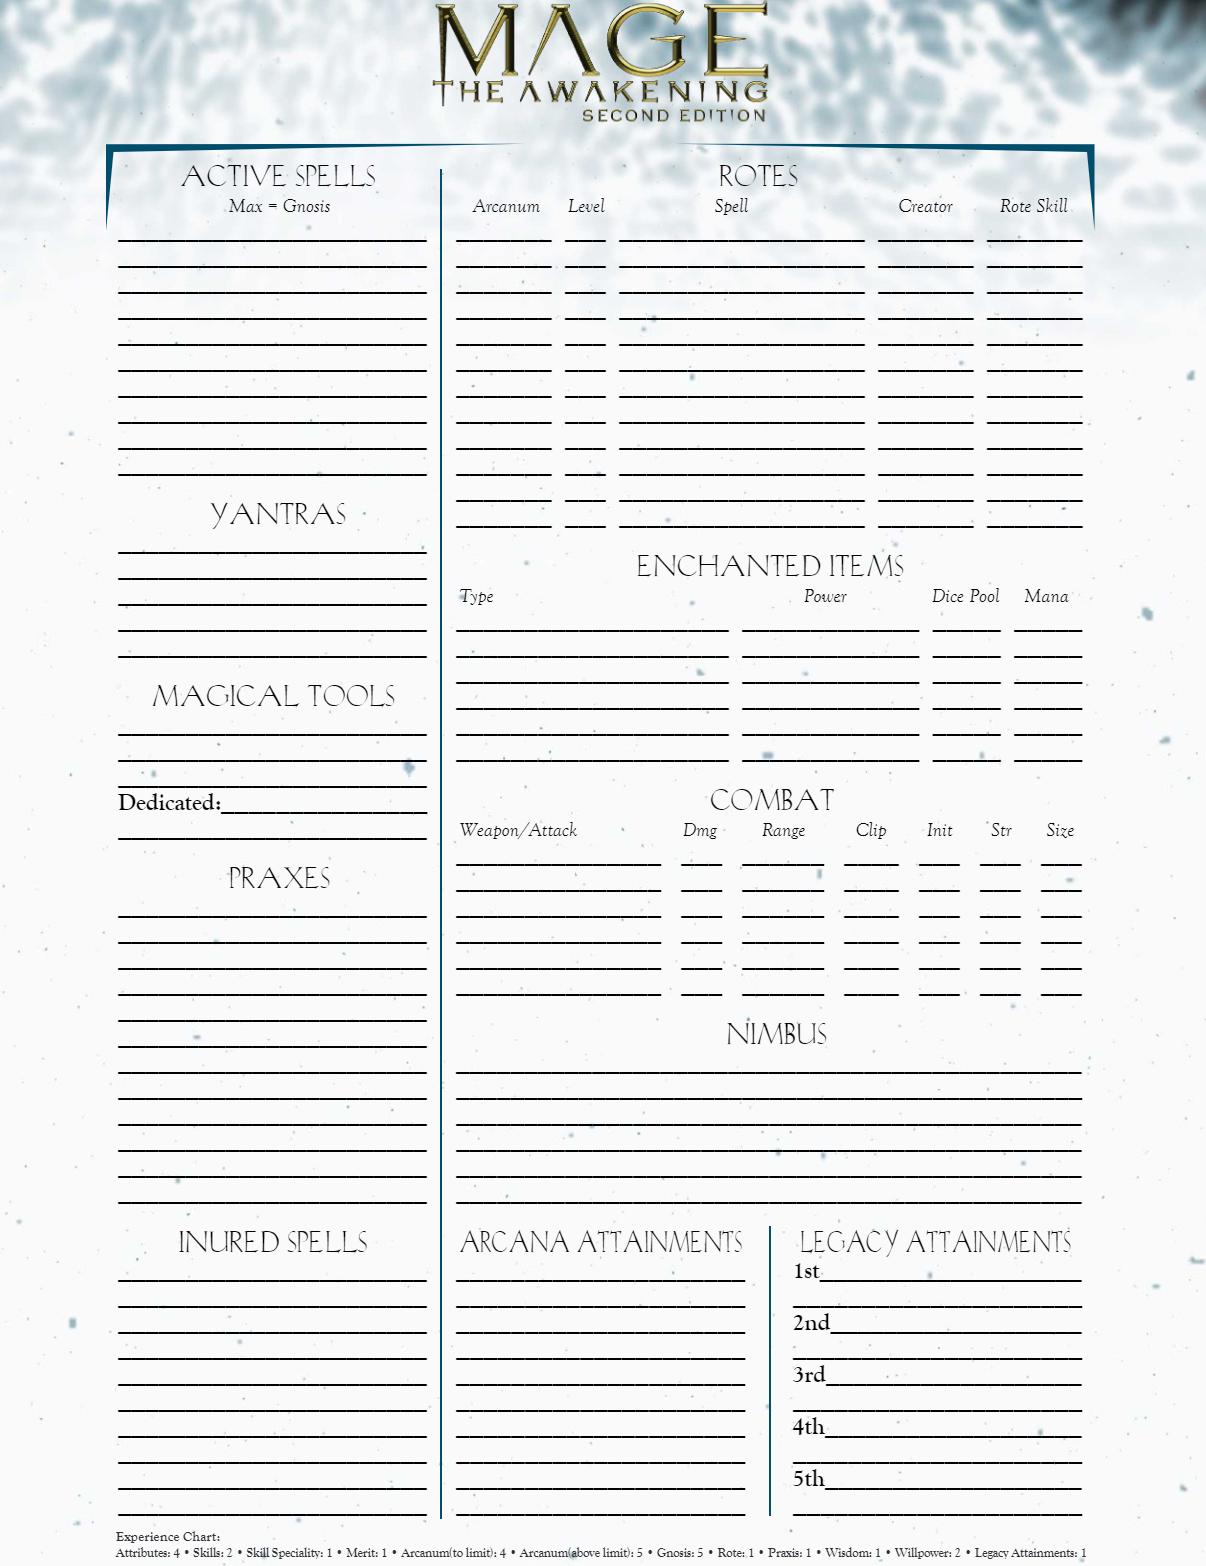 MAGE
THE AWAKENING
SECOND EDITION
ACTIVE SPELLS
Max = Gnosis
YANTRAS
MAGICAL TOOLS
Dedicated:
PRAXES
INURED SPELLS
ROTES
Arcanum Level Spell Creator Rote Skill
ENCHANTED ITEMS
Type Power Dice Pool Mana
COMBAT
Weapon/Attack Dmg Range Clip Init Str Size
NIMBUS
ARCANA ATTAINMENTS
LEGACY ATTAINMENTS
1st
2nd
3rd
4th
5th
Experience Chart:
Attributes: 4 • Skills: 2 • Skill Speciality: 1 • Merit: 1 • Arcanum(to limit): 4 • Arcanum(above limit): 5 • Gnosis: 5 • Rote: 1 • Praxis: 1 • Wisdom: 1 • Willpower: 2 • Legacy Attainments: 1